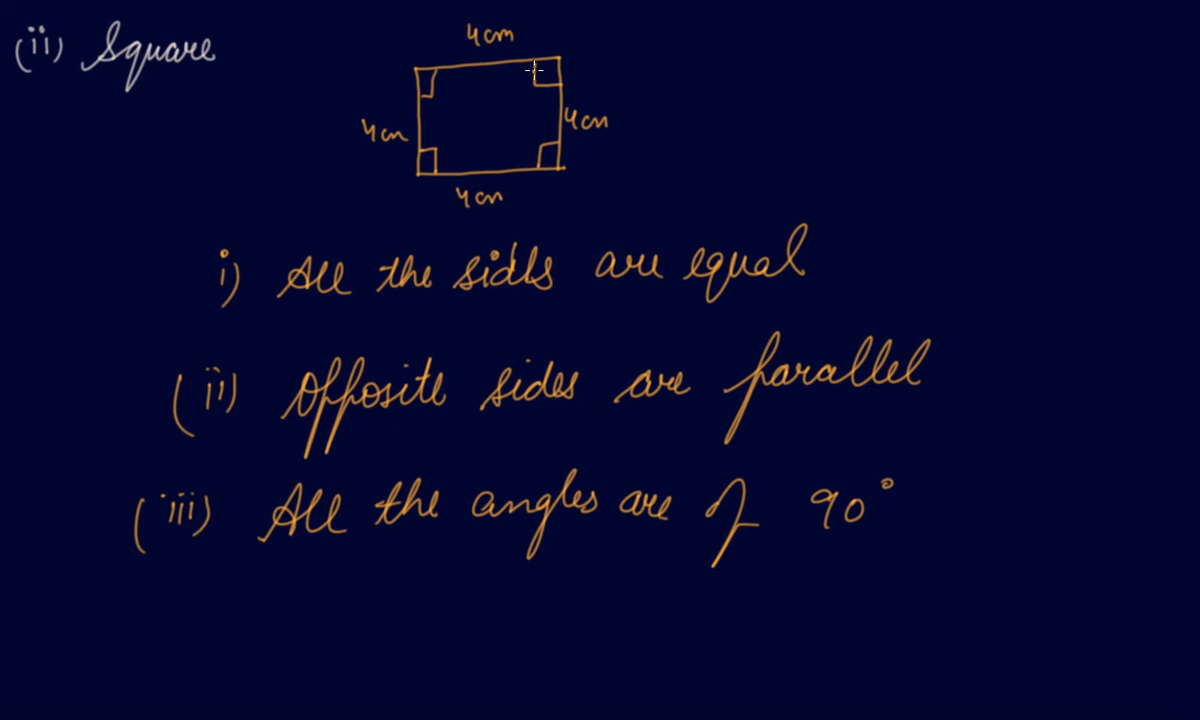 (ii) Square
4cm
4cm
4cm
4cm
i) All the sides are equal
(ii) Opposite sides are parallel
(iii) All the angles are of 90°